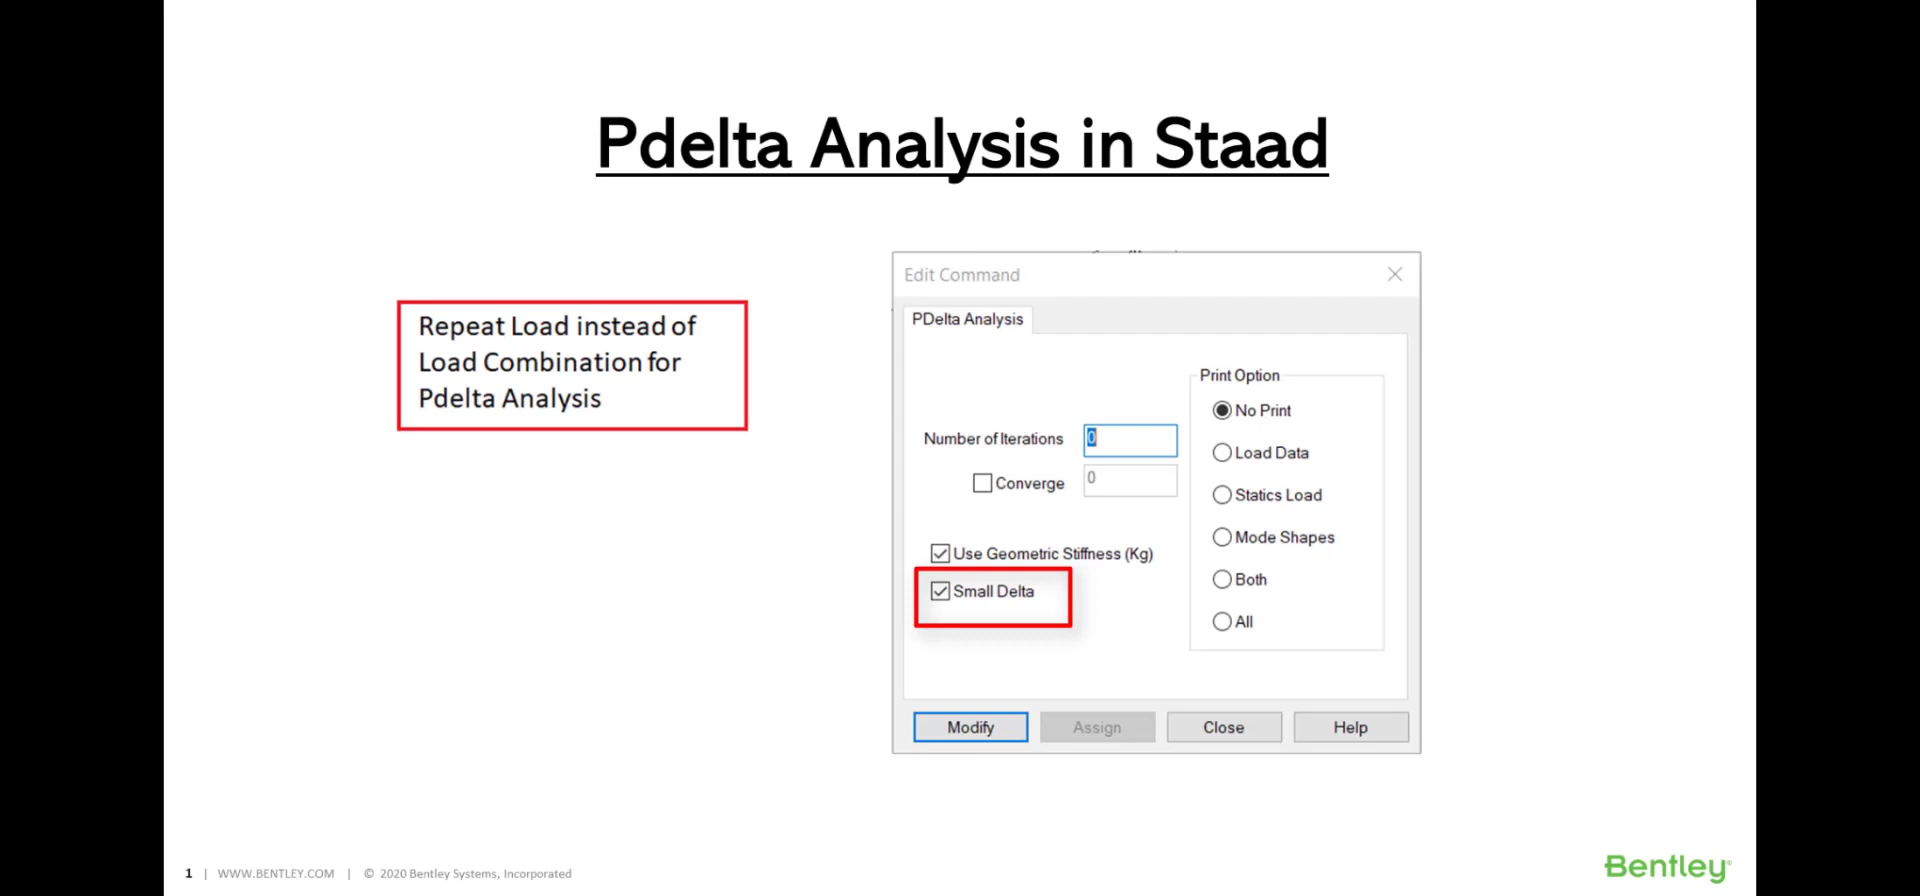 Pdelta Analysis in Staad
Repeat Load instead of
Load Combination for
Pdelta Analysis
Edit Command
PDelta Analysis
Number of Iterations 0
Converge 0
Use Geometric Stiffness (Kg)
Small Delta
Print Option
No Print
Load Data
Statics Load
Mode Shapes
Both
All
Modify Assign Close Help
1 | WWW.BENTLEY.COM | © 2020 Bentley Systems, Incorporated
Bentley®